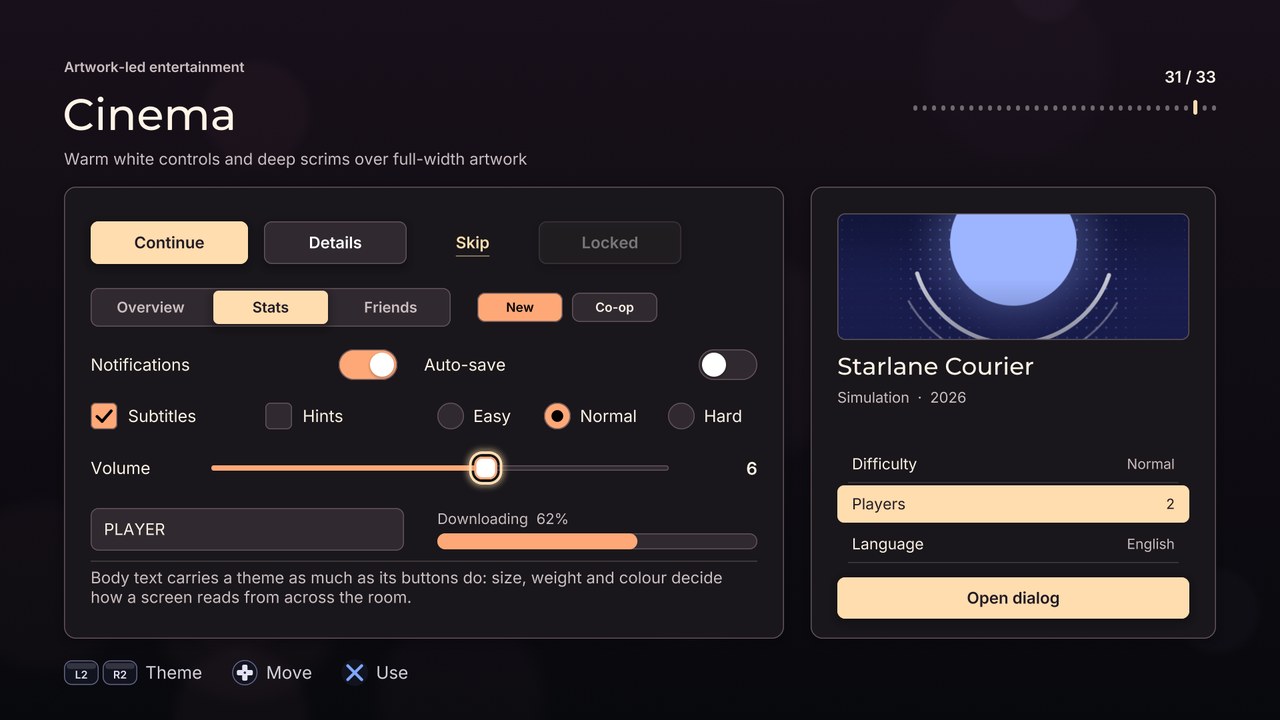 Artwork-led entertainment
31 / 33
Cinema
Warm white controls and deep scrims over full-width artwork
Continue
Details
Skip
Locked
Overview
Stats
Friends
New
Co-op
Notifications
Auto-save
Subtitles
Hints
Easy
Normal
Hard
Volume
6
PLAYER
Downloading 62%
Body text carries a theme as much as its buttons do: size, weight and colour decide
how a screen reads from across the room.
Starlane Courier
Simulation · 2026
Difficulty
Normal
Players
2
Language
English
Open dialog
L2
R2
Theme
Move
Use